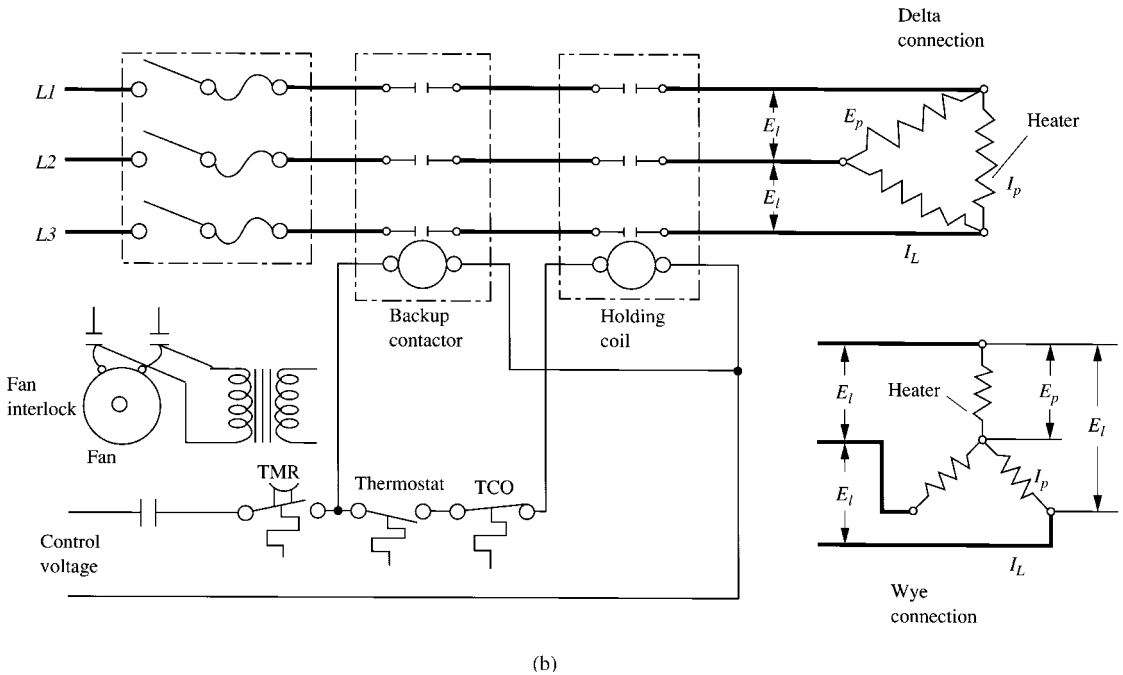 Delta
connection
L1
L2
L3
E_l
E_p
Heater
E_l
I_p
I_L
Backup
contactor
Holding
coil
Fan
interlock
Fan
TMR
Thermostat
TCO
Control
voltage
Heater
E_l
E_p
E_l
E_l
I_p
I_L
Wye
connection
(b)